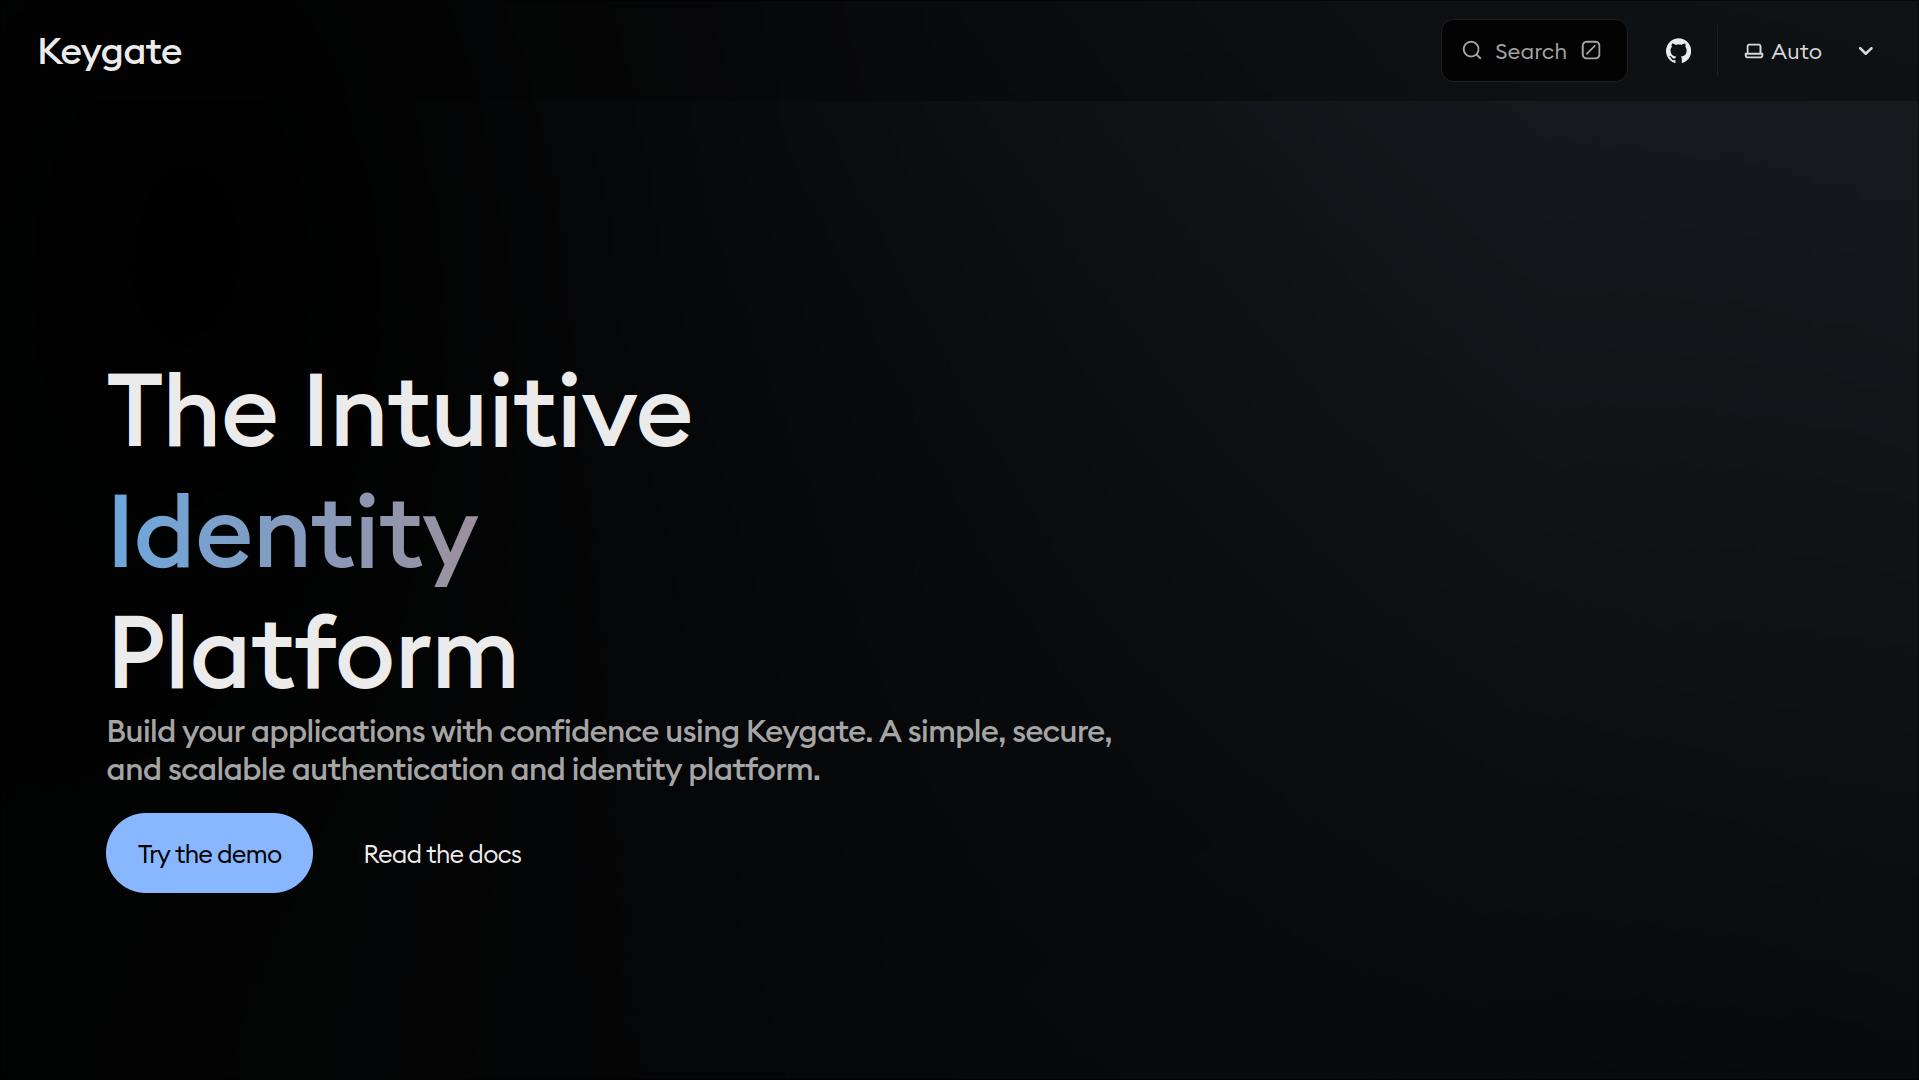 Keygate
Search
Auto
The Intuitive
Identity
Platform
Build your applications with confidence using Keygate. A simple, secure,
and scalable authentication and identity platform.
Try the demo
Read the docs